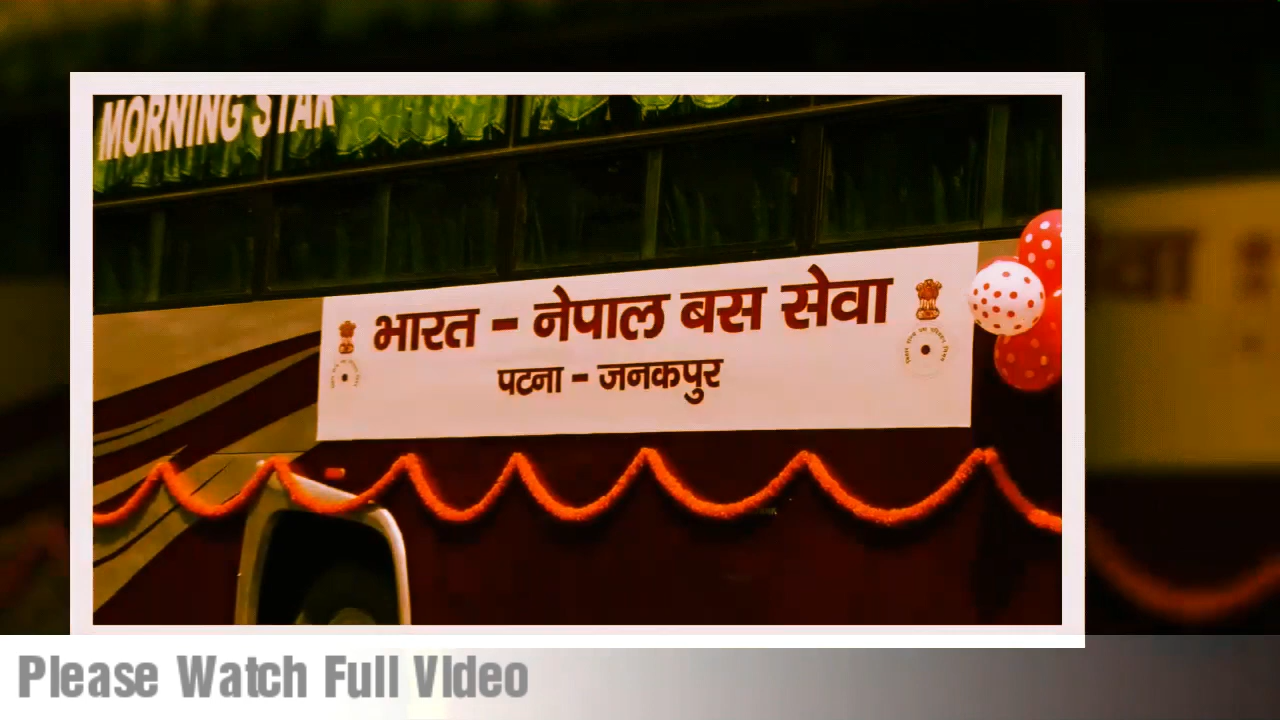 MORNING STAR
भारत - नेपाल बस सेवा
पटना - जनकपुर
Please Watch Full Video